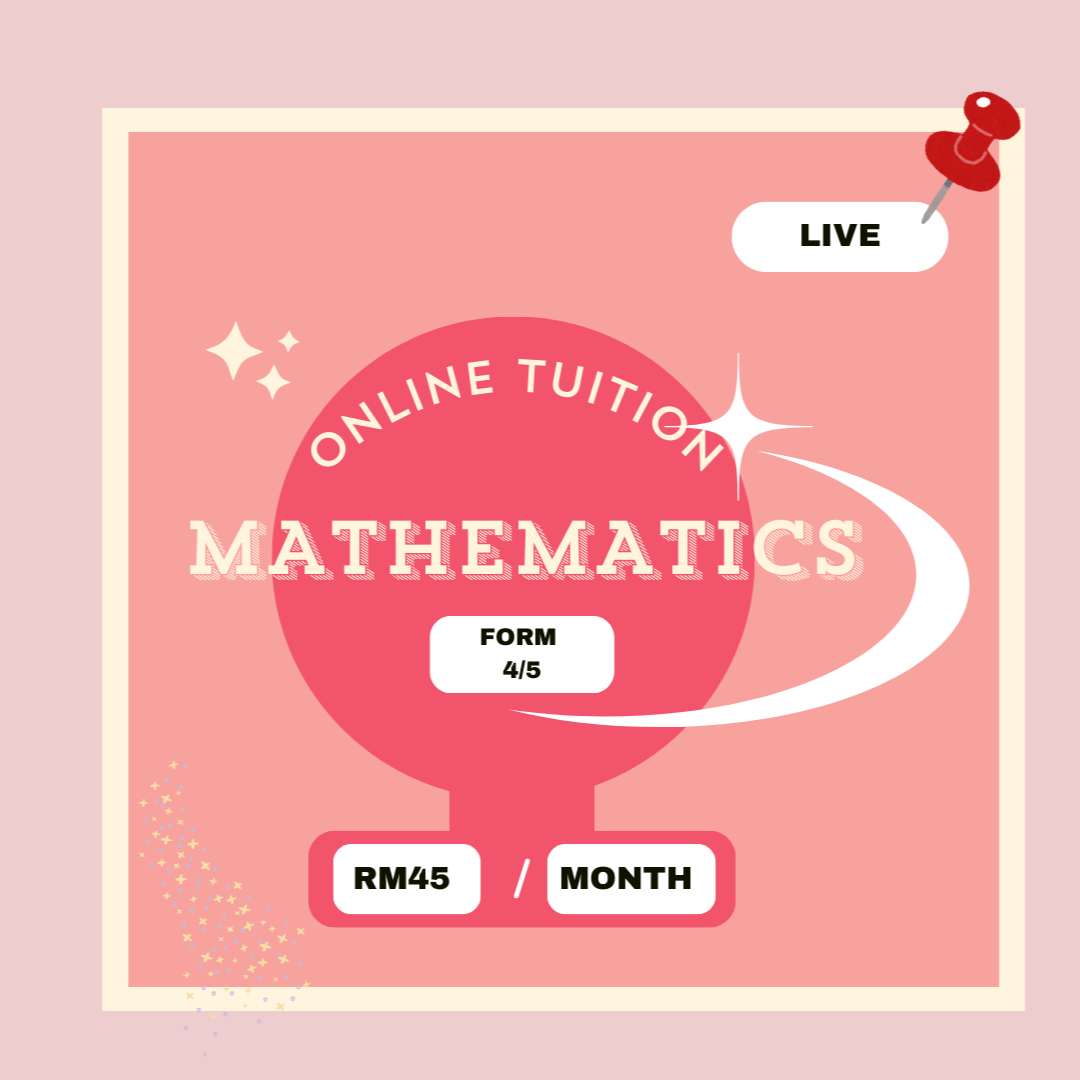 LIVE
ONLINE TUITION
MATHEMATICS
FORM
4/5
RM45 / MONTH